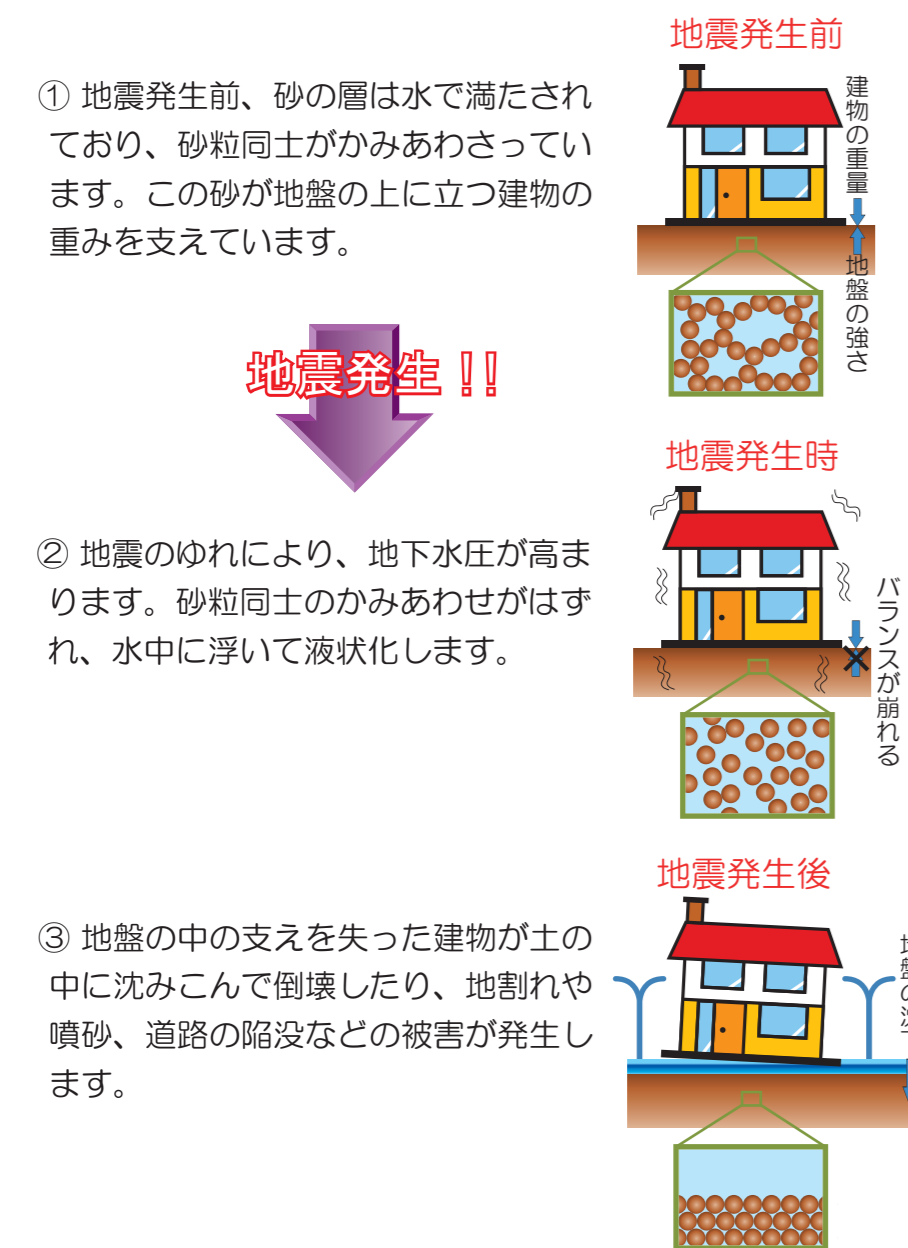 地震発生前
① 地震発生前、砂の層は水で満たされ
ており、砂粒同士がかみあわさってい
ます。この砂が地盤の上に立つ建物の
重みを支えています。
建物の重量
地盤の強さ
地震発生!!
地震発生時
② 地震のゆれにより、地下水圧が高ま
ります。砂粒同士のかみあわせがはず
れ、水中に浮いて液状化します。
バランスが崩れる
地震発生後
③ 地盤の中の支えを失った建物が土の
中に沈みこんで倒壊したり、地割れや
噴砂、道路の陥没などの被害が発生し
ます。